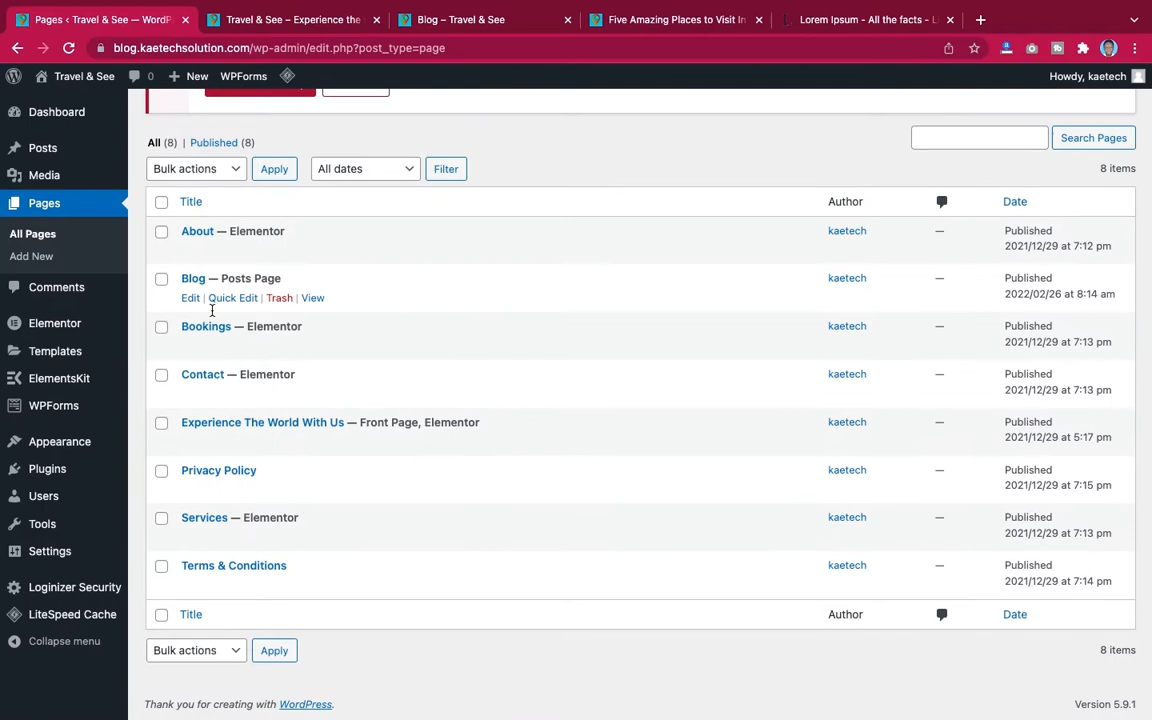 Travel & See — WordP
Travel & See – Experience the
Blog – Travel & See
Five Amazing Places to Visit In
Lorem Ipsum - All the facts - L
blog.kaetechsolution.com/wp-admin/edit.php?post_type=page
Travel & See
0
New
WPForms
Howdy, kaetech
Dashboard
Posts
Media
Pages
All Pages
Add New
Comments
Elementor
Templates
ElementsKit
WPForms
Appearance
Plugins
Users
Tools
Settings
Loginizer Security
LiteSpeed Cache
Collapse menu
All (8) | Published (8)
Search Pages
Bulk actions
Apply
All dates
Filter
8 items
Title Author Date
About — Elementor kaetech — Published
2021/12/29 at 7:12 pm
Blog — Posts Page kaetech — Published
2022/02/26 at 8:14 am
Edit | Quick Edit | Trash | View
Bookings — Elementor kaetech — Published
2021/12/29 at 7:13 pm
Contact — Elementor kaetech — Published
2021/12/29 at 7:13 pm
Experience The World With Us — Front Page, Elementor kaetech — Published
2021/12/29 at 5:17 pm
Privacy Policy kaetech — Published
2021/12/29 at 7:15 pm
Services — Elementor kaetech — Published
2021/12/29 at 7:13 pm
Terms & Conditions kaetech — Published
2021/12/29 at 7:14 pm
Title Author Date
Bulk actions
Apply
8 items
Thank you for creating with WordPress.
Version 5.9.1